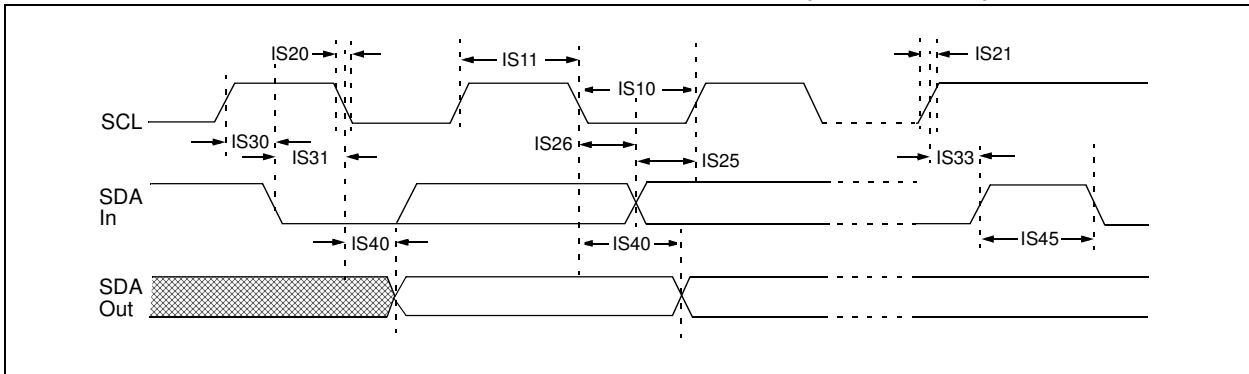 IS20
IS11
IS21
IS10
SCL
IS30
IS26
IS31
IS25
IS33
SDA
In
IS40
IS40
IS45
SDA
Out